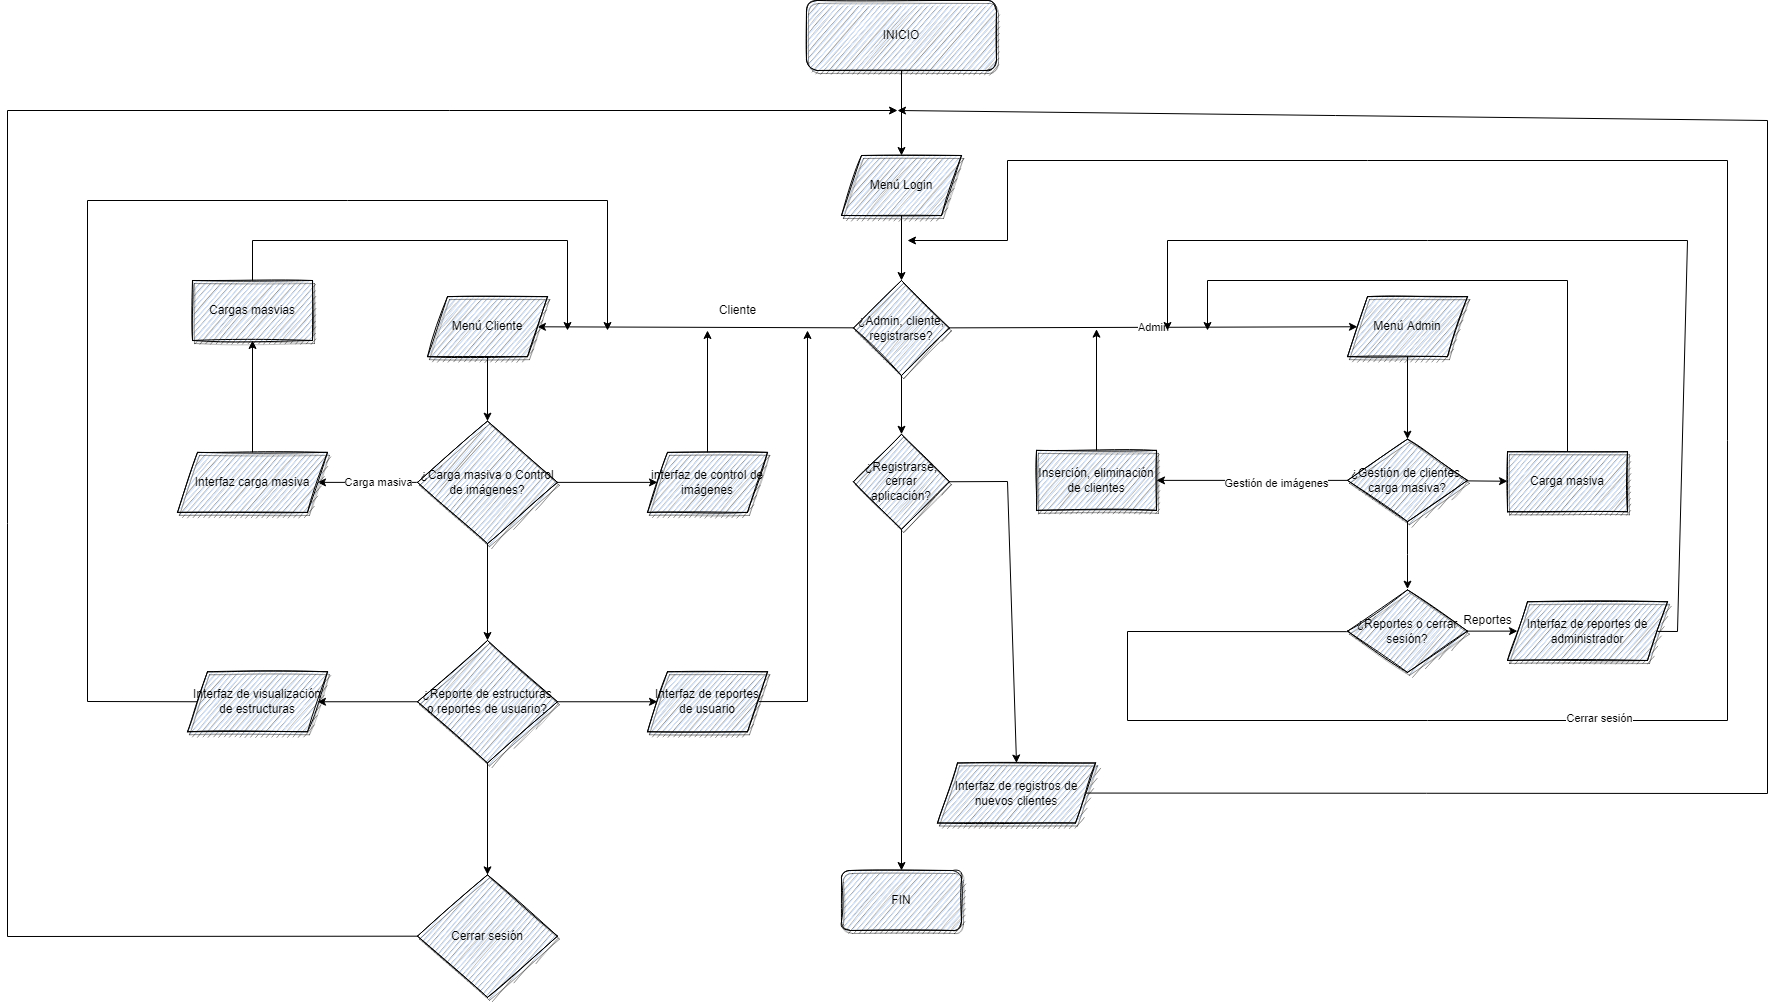 INICIO
Menú Login
Cargas masvias
Menú Cliente
Cliente
¿Admin, cliente,
registrarse?
Admin
Menú Admin
Interfaz carga masiva
Carga masiva
¿Carga masiva o Control
de imágenes?
interfaz de control de
imágenes
¿Registrarse,
cerrar
aplicación?
Inserción, eliminación
de clientes
Gestión de imágenes
¿Gestión de clientes,
carga masiva?
Carga masiva
¿Reportes o cerrar
sesión?
Reportes
Interfaz de reportes de
administrador
Interfaz de visualización
de estructuras
¿Reporte de estructuras
o reportes de usuario?
Interfaz de reportes
de usuario
Cerrar sesión
Interfaz de registros de
nuevos clientes
FIN
Cerrar sesión